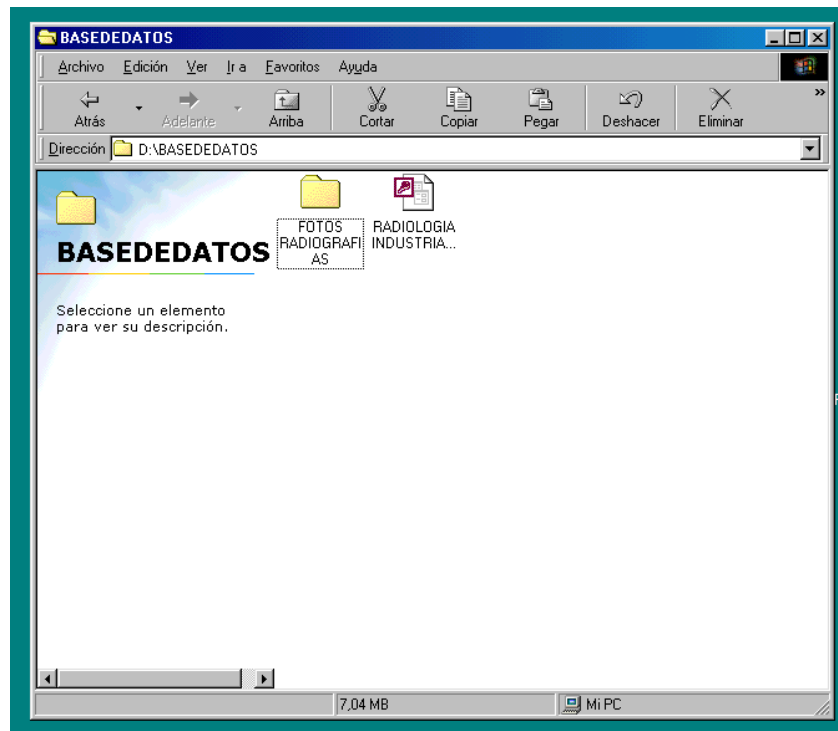 BASEDEDATOS
Archivo Edición Ver Ir a Favoritos Ayuda
Atrás Adelante Arriba Cortar Copiar Pegar Deshacer Eliminar »
Dirección D:\BASEDEDATOS
BASEDEDATOS
Seleccione un elemento
para ver su descripción.
FOTOS
RADIOGRAFI
AS
RADIOLOGIA
INDUSTRIA...
7,04 MB Mi PC